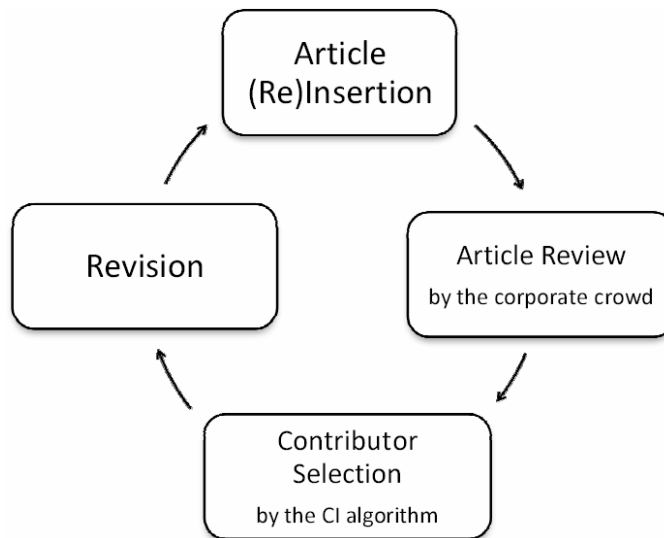 Article
(Re)Insertion
Revision
Article Review
by the corporate crowd
Contributor
Selection
by the CI algorithm